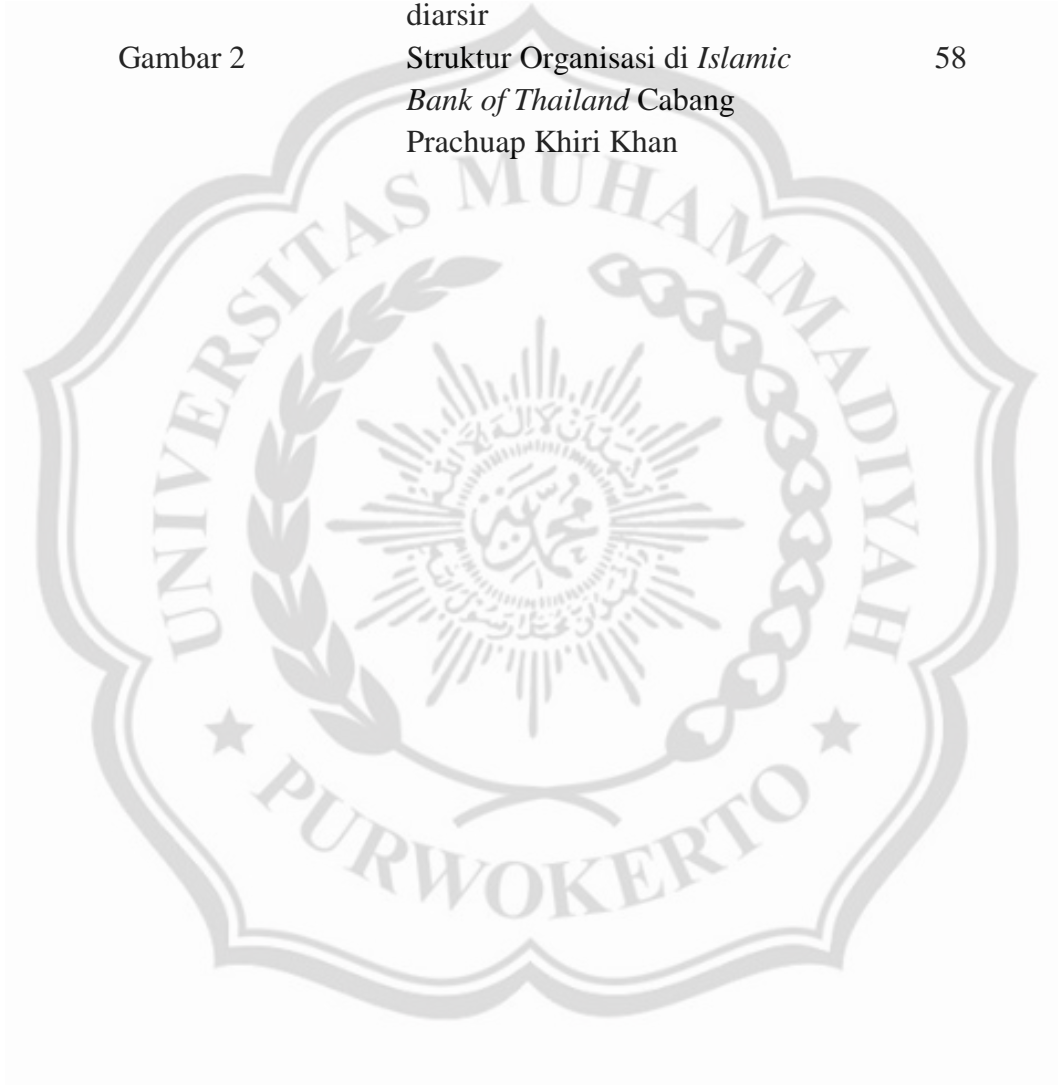 diarsir
Gambar 2 Struktur Organisasi di Islamic 58
Bank of Thailand Cabang
Prachuap Khiri Khan
UNIVERSITAS MUHAMMADIYAH
PURWOKERTO